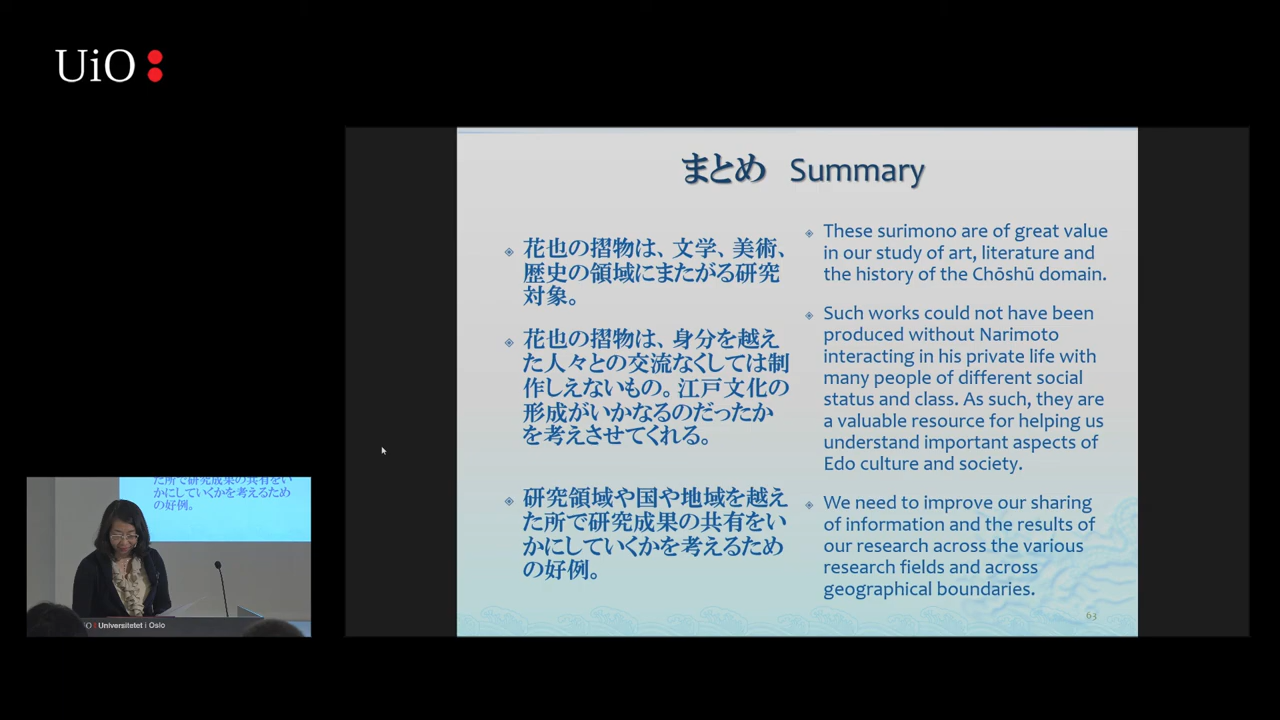 UiO
まとめ Summary
花也の摺物は、文学、美術、
歴史の領域にまたがる研究
対象。
花也の摺物は、身分を越え
た人々との交流なくしては制
作しえないもの。江戸文化の
形成がいかなるのだったか
を考えさせてくれる。
研究領域や国や地域を越え
た所で研究成果の共有をい
かにしていくかを考えるため
の好例。
These surimono are of great value
in our study of art, literature and
the history of the Chōshū domain.
Such works could not have been
produced without Narimoto
interacting in his private life with
many people of different social
status and class. As such, they are
a valuable resource for helping us
understand important aspects of
Edo culture and society.
We need to improve our sharing
of information and the results of
our research across the various
research fields and across
geographical boundaries.
63
た所で研究成果の共有をい
かにしていくかを考えるため
の好例。
UiO Universitetet i Oslo